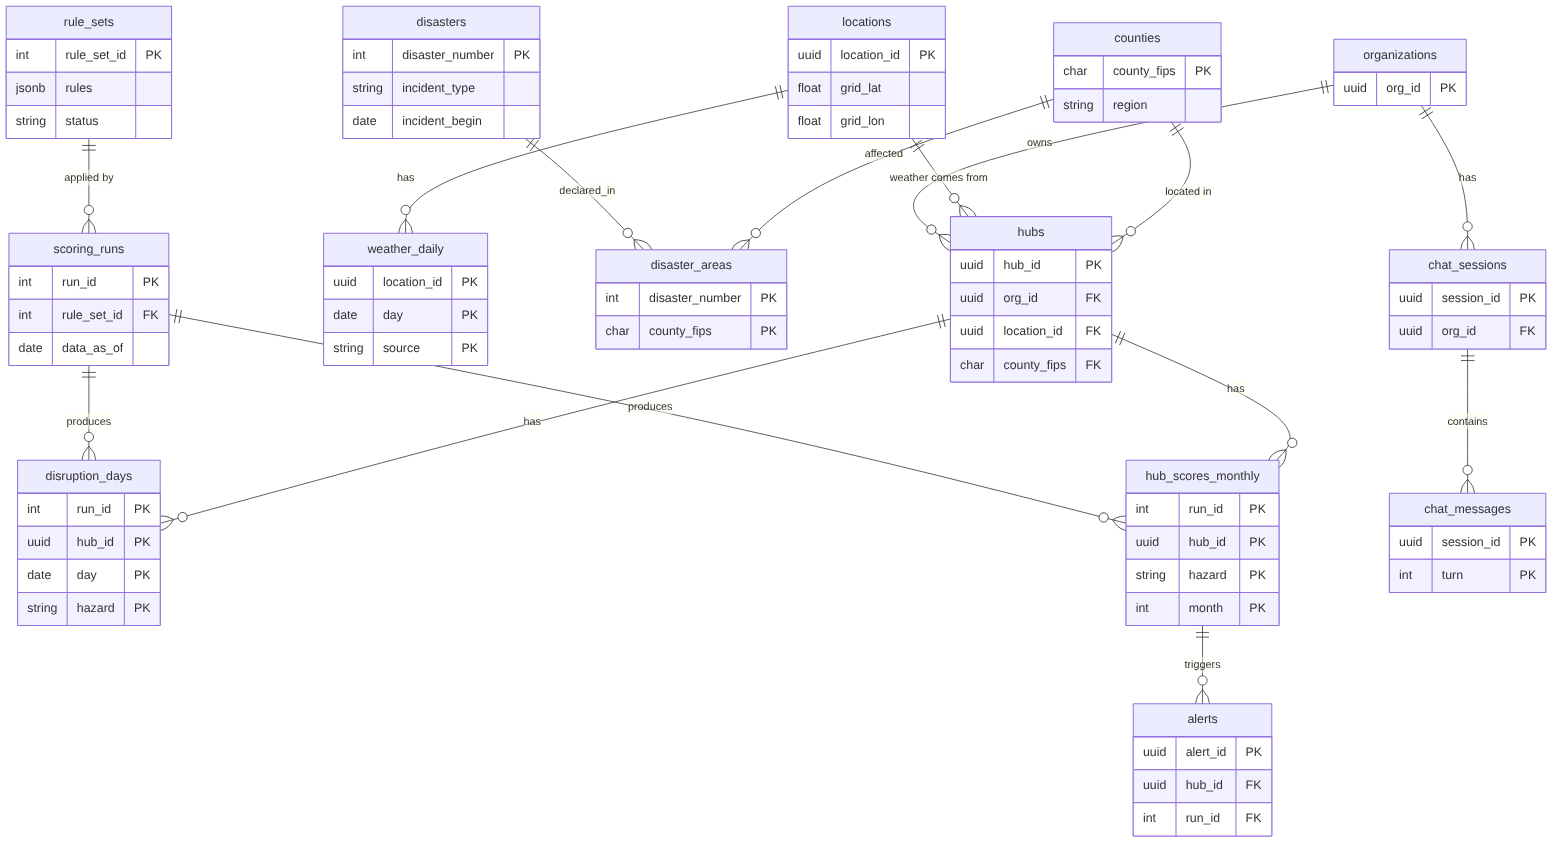 rule_sets
int rule_set_id PK
jsonb rules
string status
disasters
int disaster_number PK
string incident_type
date incident_begin
locations
uuid location_id PK
float grid_lat
float grid_lon
counties
char county_fips PK
string region
organizations
uuid org_id PK
applied by
has
declared_in
affected
weather comes from
owns
located in
has
scoring_runs
int run_id PK
int rule_set_id FK
date data_as_of
weather_daily
uuid location_id PK
date day PK
string source PK
disaster_areas
int disaster_number PK
char county_fips PK
hubs
uuid hub_id PK
uuid org_id FK
uuid location_id FK
char county_fips FK
chat_sessions
uuid session_id PK
uuid org_id FK
produces
has
produces
has
contains
disruption_days
int run_id PK
uuid hub_id PK
date day PK
string hazard PK
hub_scores_monthly
int run_id PK
uuid hub_id PK
string hazard PK
int month PK
chat_messages
uuid session_id PK
int turn PK
triggers
alerts
uuid alert_id PK
uuid hub_id FK
int run_id FK